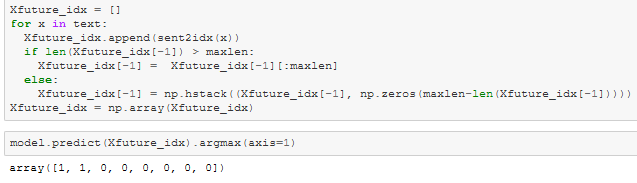 Xfuture_idx = []
for x in text:
  Xfuture_idx.append(sent2idx(x))
  if len(Xfuture_idx[-1]) > maxlen:
    Xfuture_idx[-1] =  Xfuture_idx[-1][:maxlen]
  else:
    Xfuture_idx[-1] = np.hstack((Xfuture_idx[-1], np.zeros(maxlen-len(Xfuture_idx[-1]))))
Xfuture_idx = np.array(Xfuture_idx)
model.predict(Xfuture_idx).argmax(axis=1)
array([1, 1, 0, 0, 0, 0, 0, 0])